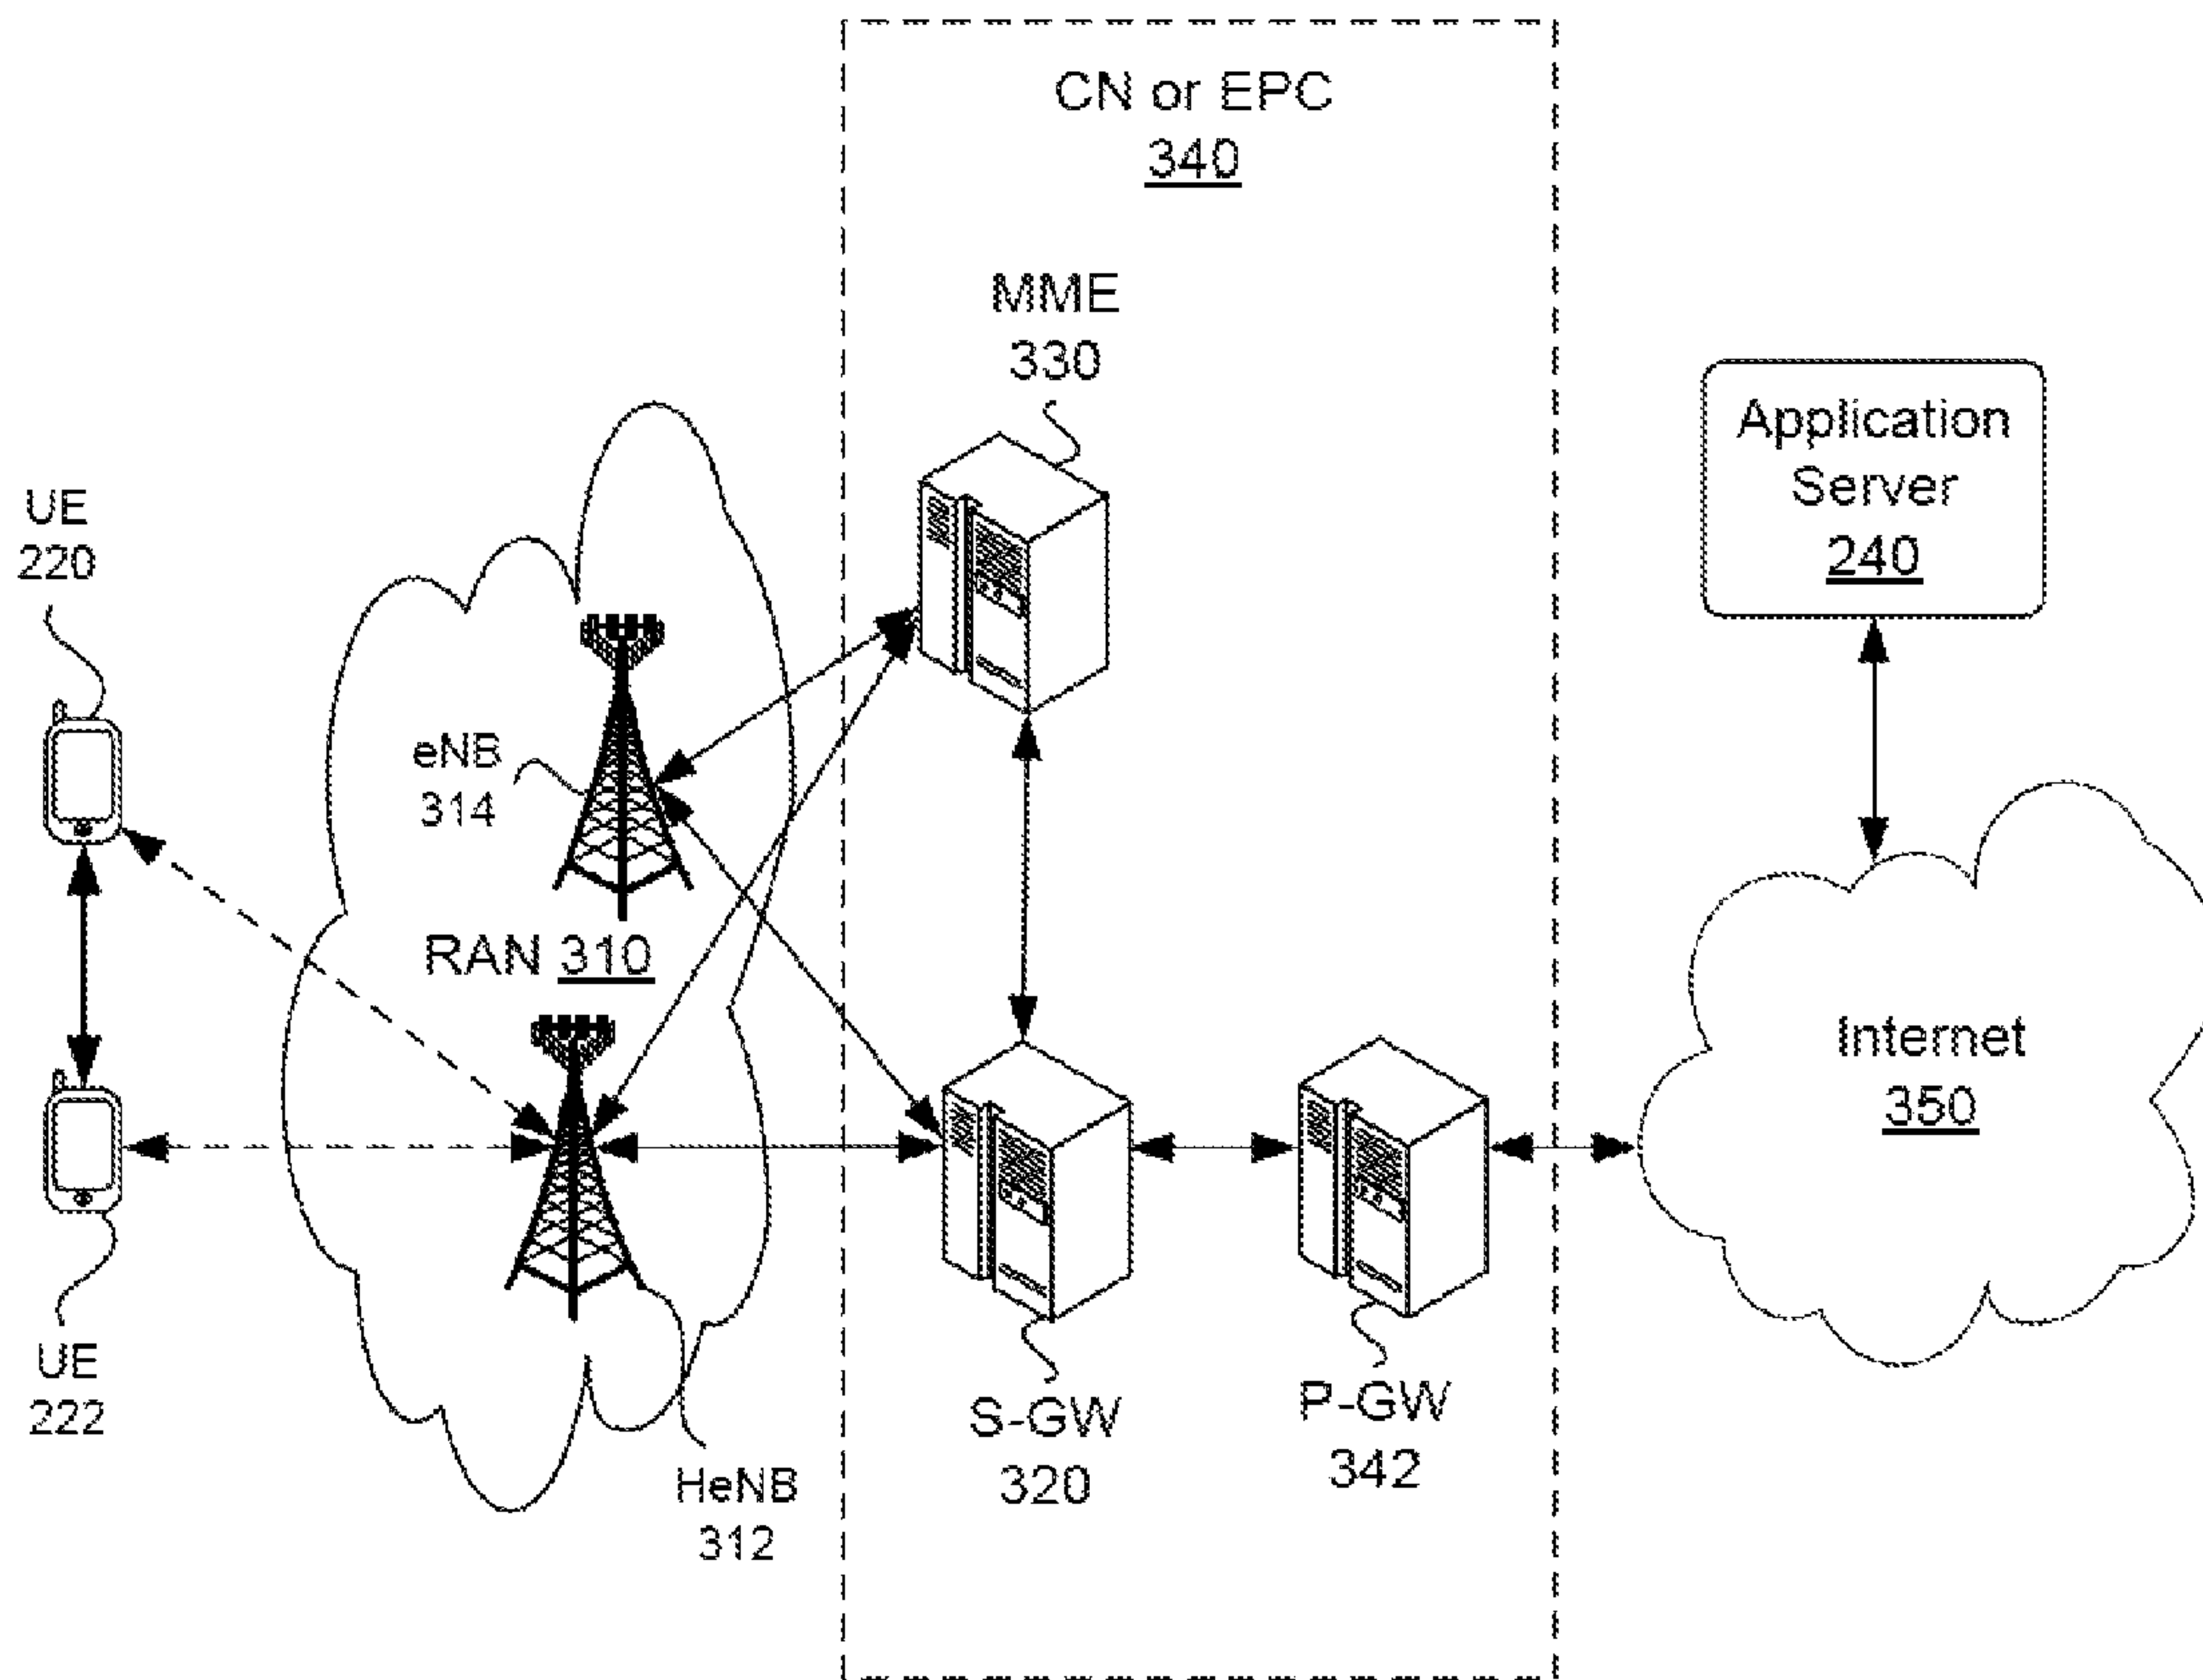 CN or EPC
340
MME
330
Application
Server
240
UE
220
eNB
314
RAN 310
Internet
350
UE
222
S-GW
320
P-GW
342
HeNB
312